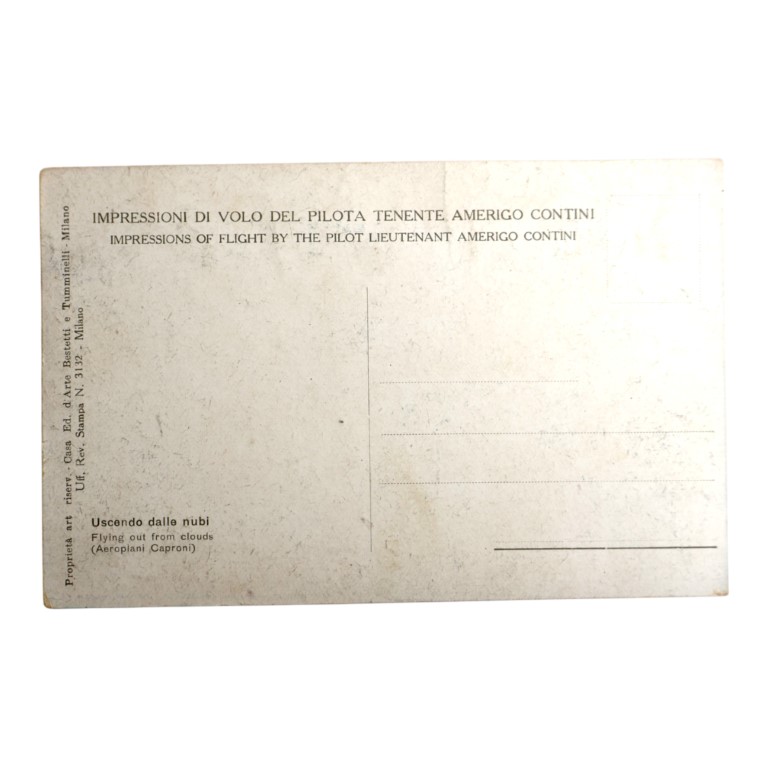 IMPRESSIONI DI VOLO DEL PILOTA TENENTE AMERIGO CONTINI
IMPRESSIONS OF FLIGHT BY THE PILOT LIEUTENANT AMERIGO CONTINI
Proprietà art riserv. - Casa Ed. d'Arte Bestetti e Tumminelli - Milano
Uff. Rev. Stampa N. 3132 - Milano
Uscendo dalle nubi
Flying out from clouds
(Aeroplani Caproni)